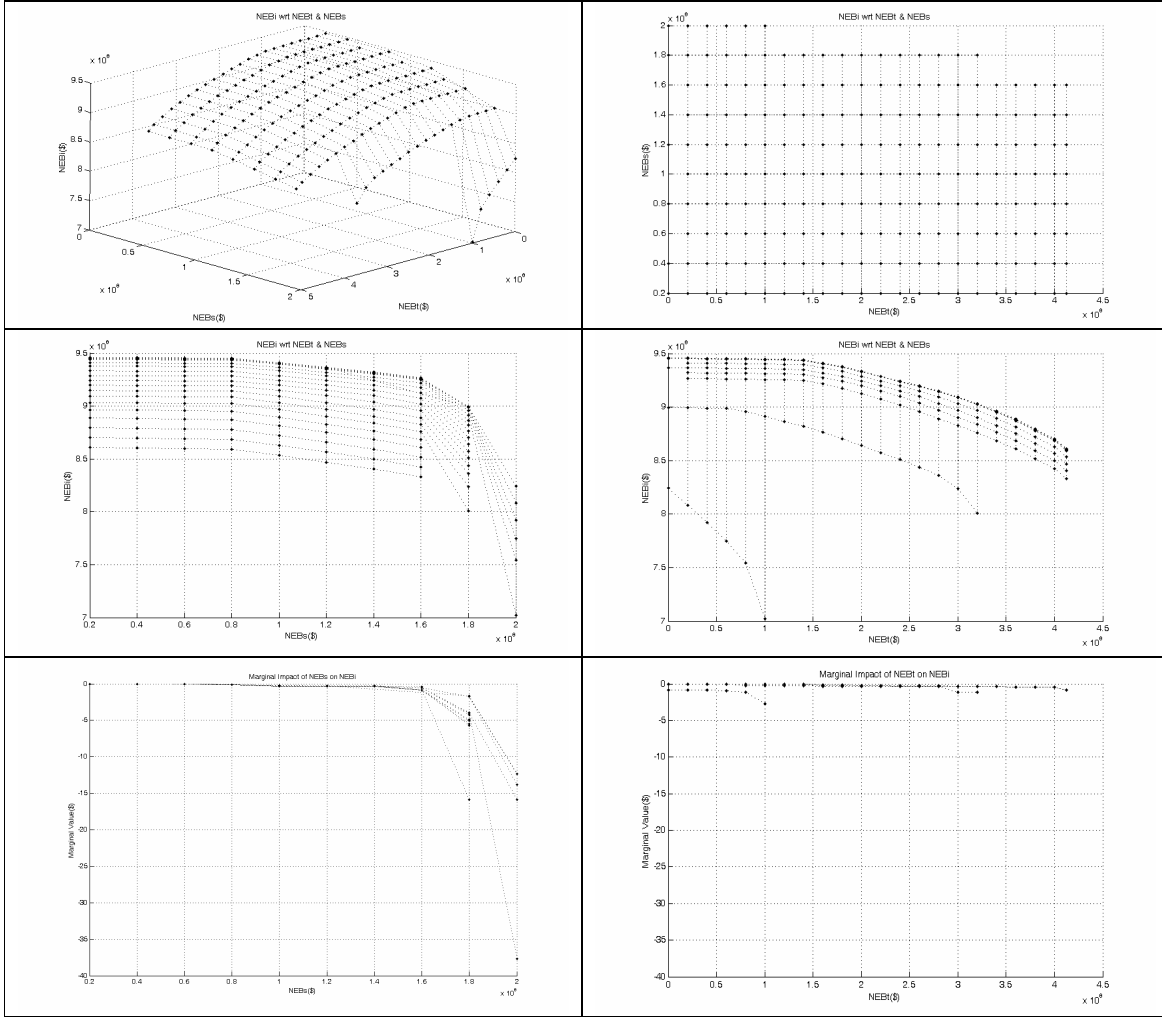 NEBi wrt NEBt & NEBs
x 10^6
9.5
9
8.5
8
7.5
7
NEBi($)
0
0.5
1
1.5
2
x 10^6
NEBs($)
5
4
3
2
1
0
x 10^6
NEBt($)
NEBi wrt NEBt & NEBs
x 10^6
2
1.8
1.6
1.4
1.2
1
0.8
0.6
0.4
0.2
NEBs($)
0 0.5 1 1.5 2 2.5 3 3.5 4 4.5
NEBt($)
x 10^6
NEBi wrt NEBt & NEBs
x 10^6
9.5
9
8.5
8
7.5
7
NEBi($)
0.2 0.4 0.6 0.8 1 1.2 1.4 1.6 1.8 2
NEBs($)
x 10^6
NEBi wrt NEBt & NEBs
x 10^6
9.5
9
8.5
8
7.5
7
NEBi($)
0 0.5 1 1.5 2 2.5 3 3.5 4 4.5
NEBt($)
x 10^6
Marginal Impact of NEBs on NEBi
0
-5
-10
-15
-20
-25
-30
-35
-40
Marginal Value($)
0.2 0.4 0.6 0.8 1 1.2 1.4 1.6 1.8 2
NEBs($)
x 10^6
Marginal Impact of NEBt on NEBi
0
-5
-10
-15
-20
-25
-30
-35
-40
Marginal Value($)
0 0.5 1 1.5 2 2.5 3 3.5 4 4.5
NEBt($)
x 10^6